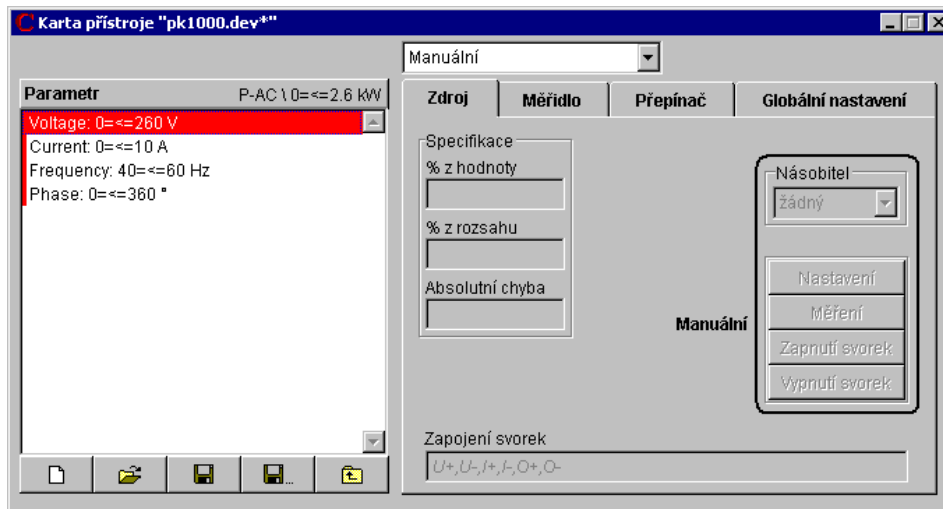 Karta přístroje "pk1000.dev*"
Manuální
Parametr P-AC \ 0=<=2.6 kW
Voltage: 0=<=260 V
Current: 0=<=10 A
Frequency: 40=<=60 Hz
Phase: 0=<=360 °
...
Zdroj Měřidlo Přepínač Globální nastavení
Specifikace
% z hodnoty
% z rozsahu
Absolutní chyba
Násobitel
žádný
Manuální
Nastavení
Měření
Zapnutí svorek
Vypnutí svorek
Zapojení svorek
U+,U-,I+,I-,O+,O-